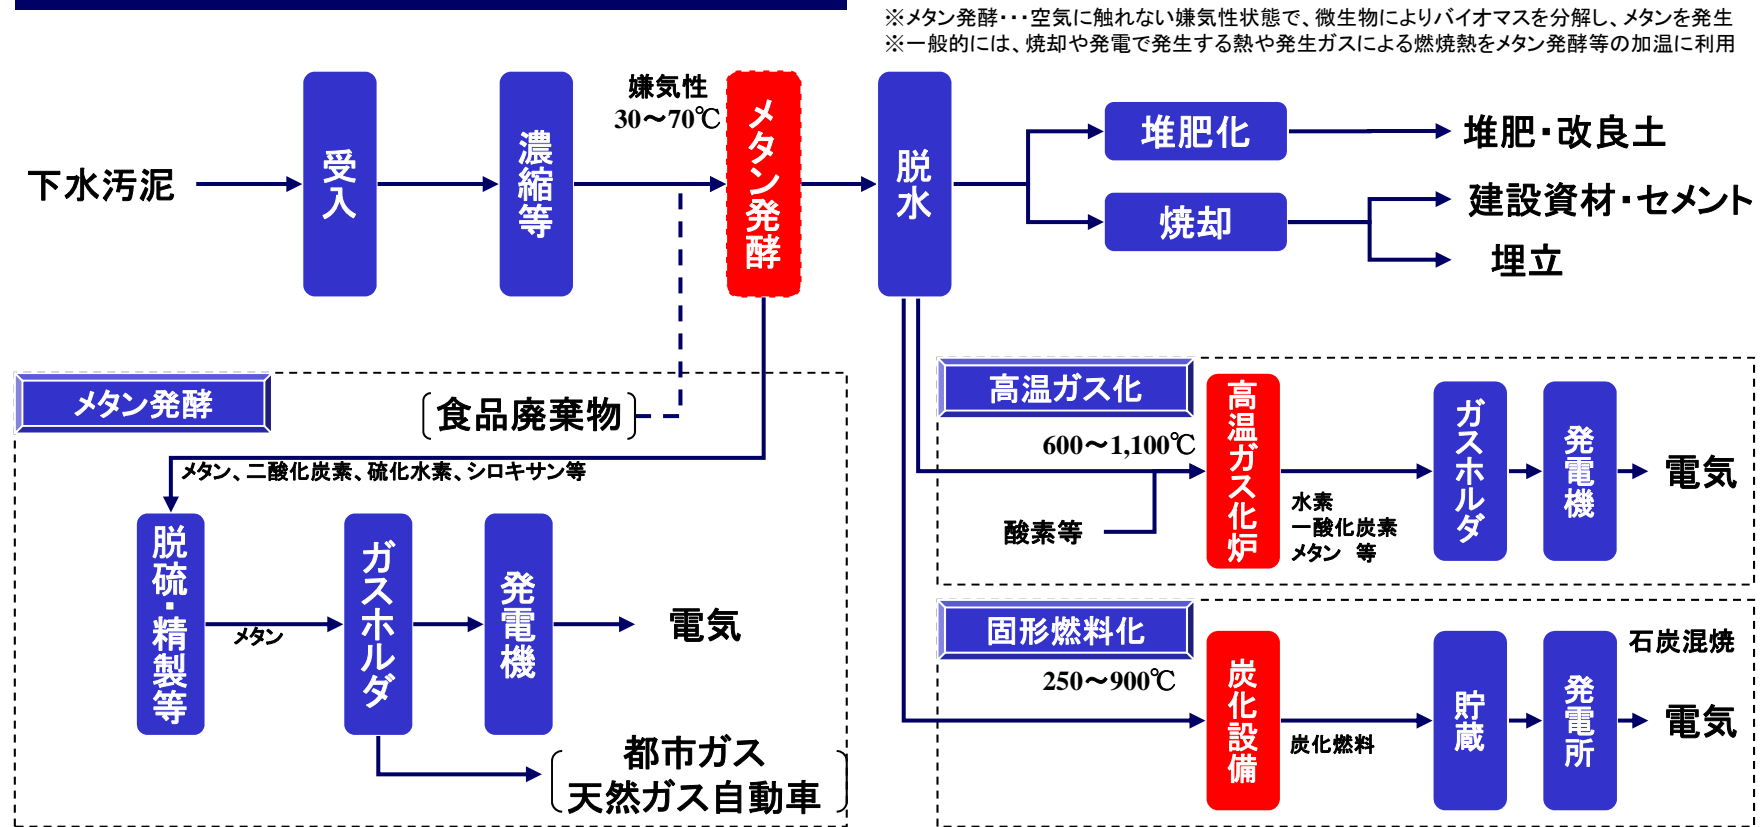 ※メタン発酵・・・空気に触れない嫌気性状態で、微生物によりバイオマスを分解し、メタンを発生
※一般的には、焼却や発電で発生する熱や発生ガスによる燃焼熱をメタン発酵等の加温に利用
下水汚泥
受入
濃縮等
嫌気性
30～70℃
メタン発酵
脱水
堆肥化
堆肥・改良土
焼却
建設資材・セメント
埋立
メタン発酵
食品廃棄物
メタン、二酸化炭素、硫化水素、シロキサン等
脱硫・精製等
メタン
ガスホルダ
発電機
電気
都市ガス
天然ガス自動車
高温ガス化
600～1,100℃
酸素等
高温ガス化炉
水素
一酸化炭素
メタン 等
ガスホルダ
発電機
電気
固形燃料化
250～900℃
炭化設備
炭化燃料
貯蔵
発電所
石炭混焼
電気